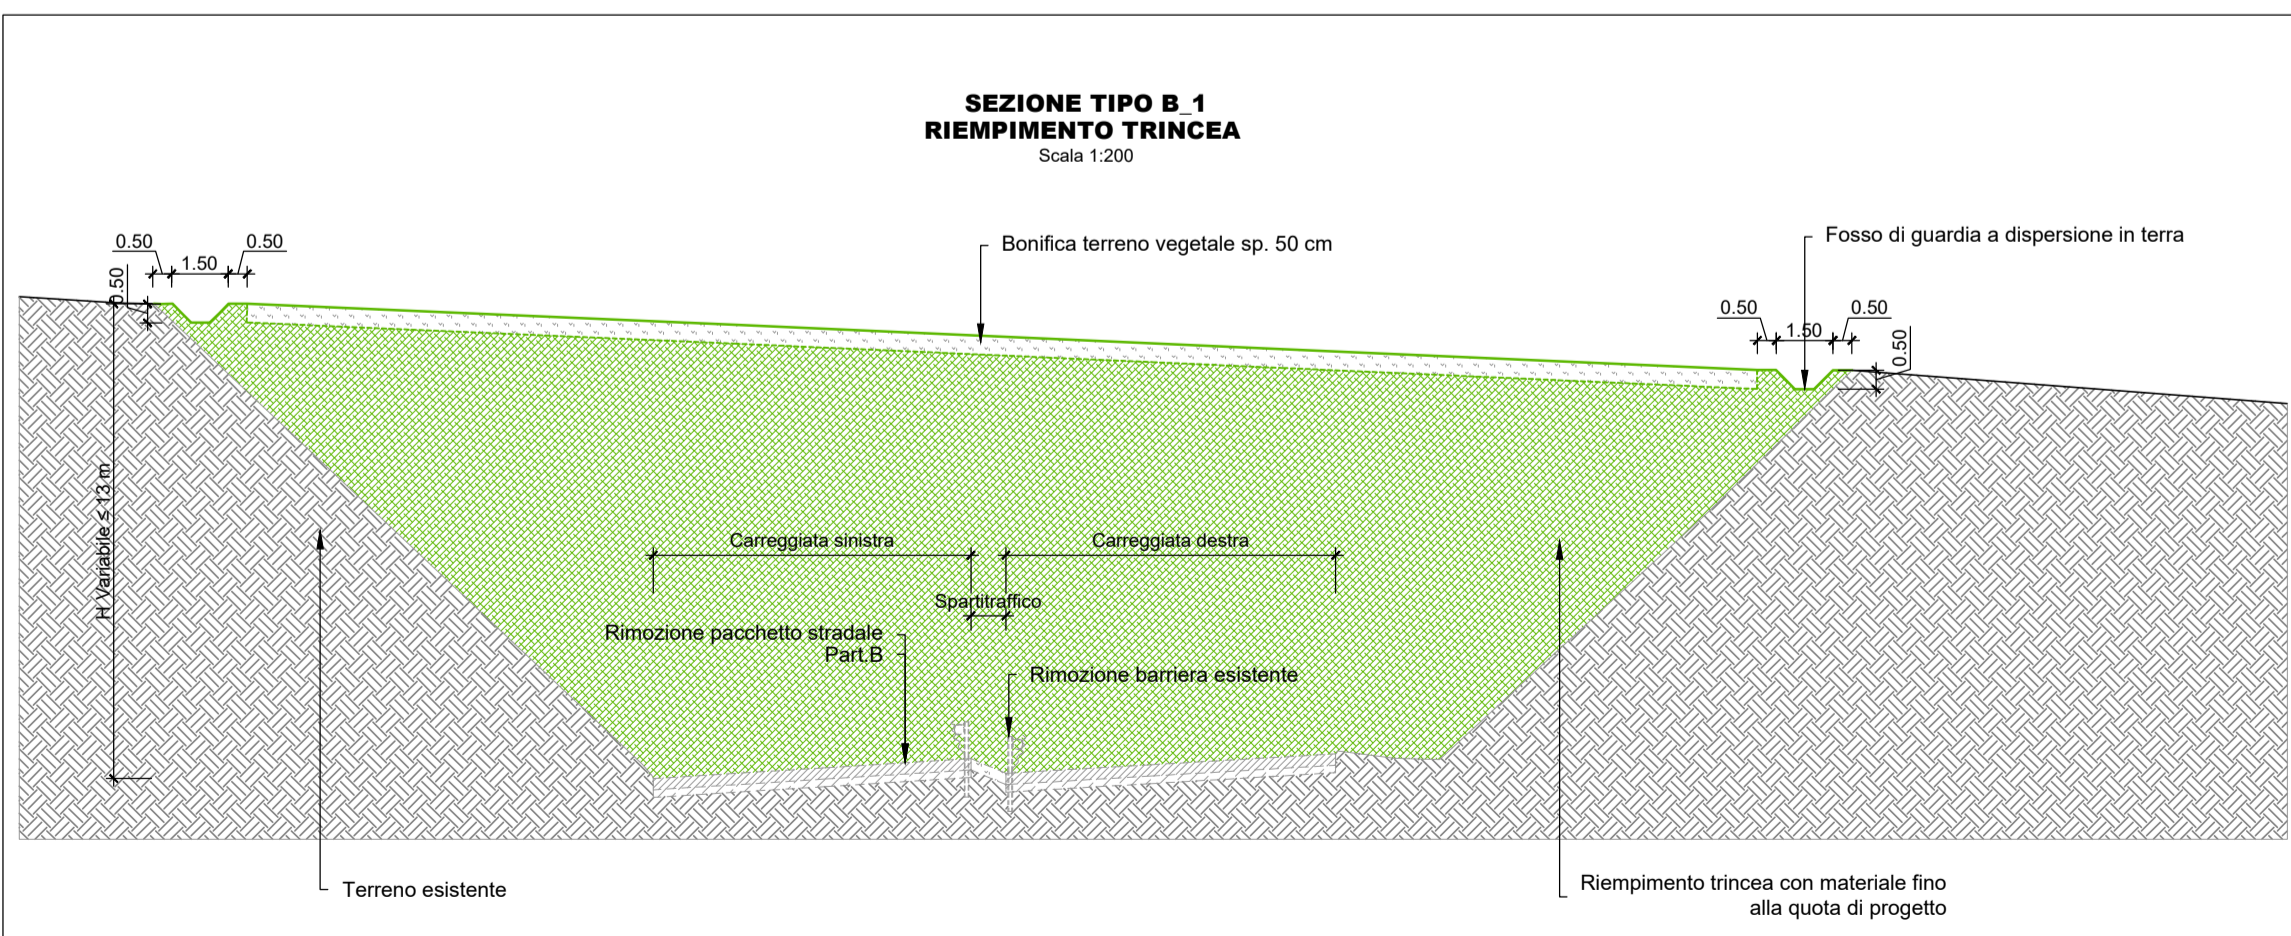 SEZIONE TIPO B_1
RIEMPIMENTO TRINCEA
Scala 1:200
Bonifica terreno vegetale sp. 50 cm
Fosso di guardia a dispersione in terra
0.50
1.50
0.50
0.50
0.50
1.50
0.50
0.50
H Variabile ≤ 13 m
Carreggiata sinistra
Carreggiata destra
Spartitraffico
Rimozione pacchetto stradale
Part.B
Rimozione barriera esistente
Terreno esistente
Riempimento trincea con materiale fino
alla quota di progetto